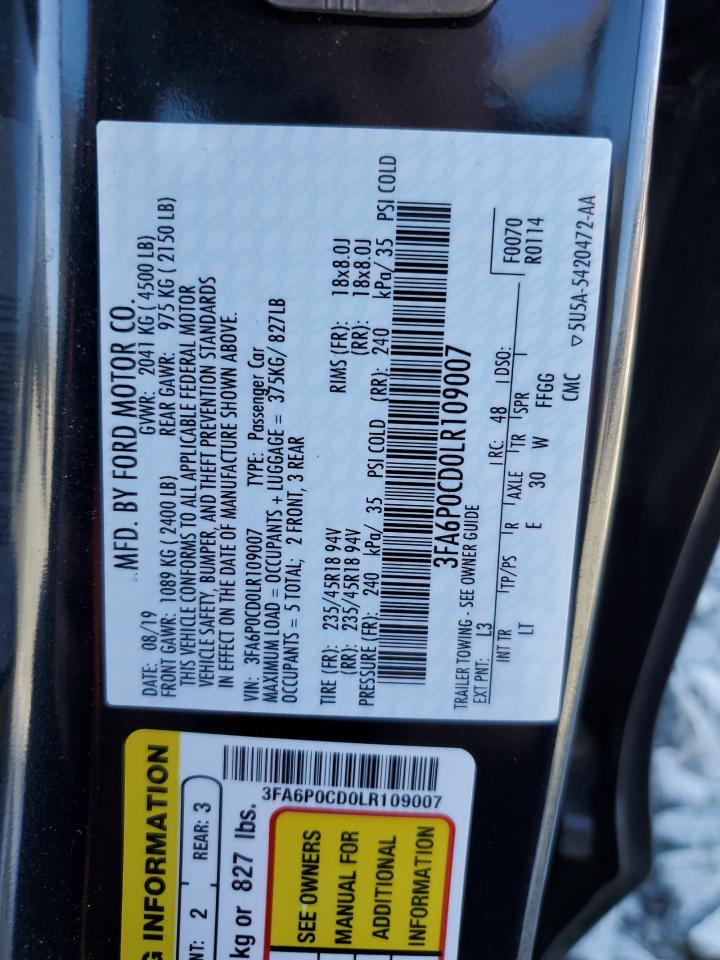 MFD. BY FORD MOTOR CO.
DATE: 08/19 GVWR: 2041 KG ( 4500 LB)
FRONT GAWR: 1089 KG ( 2400 LB) REAR GAWR: 975 KG ( 2150 LB)
THIS VEHICLE CONFORMS TO ALL APPLICABLE FEDERAL MOTOR
VEHICLE SAFETY, BUMPER, AND THEFT PREVENTION STANDARDS
IN EFFECT ON THE DATE OF MANUFACTURE SHOWN ABOVE.
VIN: 3FA6P0CD0LR109007 TYPE: Passenger Car
MAXIMUM LOAD = OCCUPANTS + LUGGAGE = 375KG/ 827LB
OCCUPANTS = 5 TOTAL; 2 FRONT, 3 REAR
TIRE (FR): 235/45R18 94V RIMS (FR): 18x8.0J
(RR): 235/45R18 94V (RR): 18x8.0J
PRESSURE (FR): 240 kPa/ 35 PSI COLD (RR): 240 kPa/ 35 PSI COLD
3FA6P0CD0LR109007
TRAILER TOWING - SEE OWNER GUIDE
EXT PNT: L3 RC: 48 DSO: F0070
R0114
INT TR TP/PS R AXLE TR SPR
LT E 30 W FFGG
CMC ▽5U5A-5420472-AA
G INFORMATION
NT: 2 REAR: 3
kg or 827 lbs.
3FA6P0CD0LR109007
SEE OWNERS
MANUAL FOR
ADDITIONAL
INFORMATION